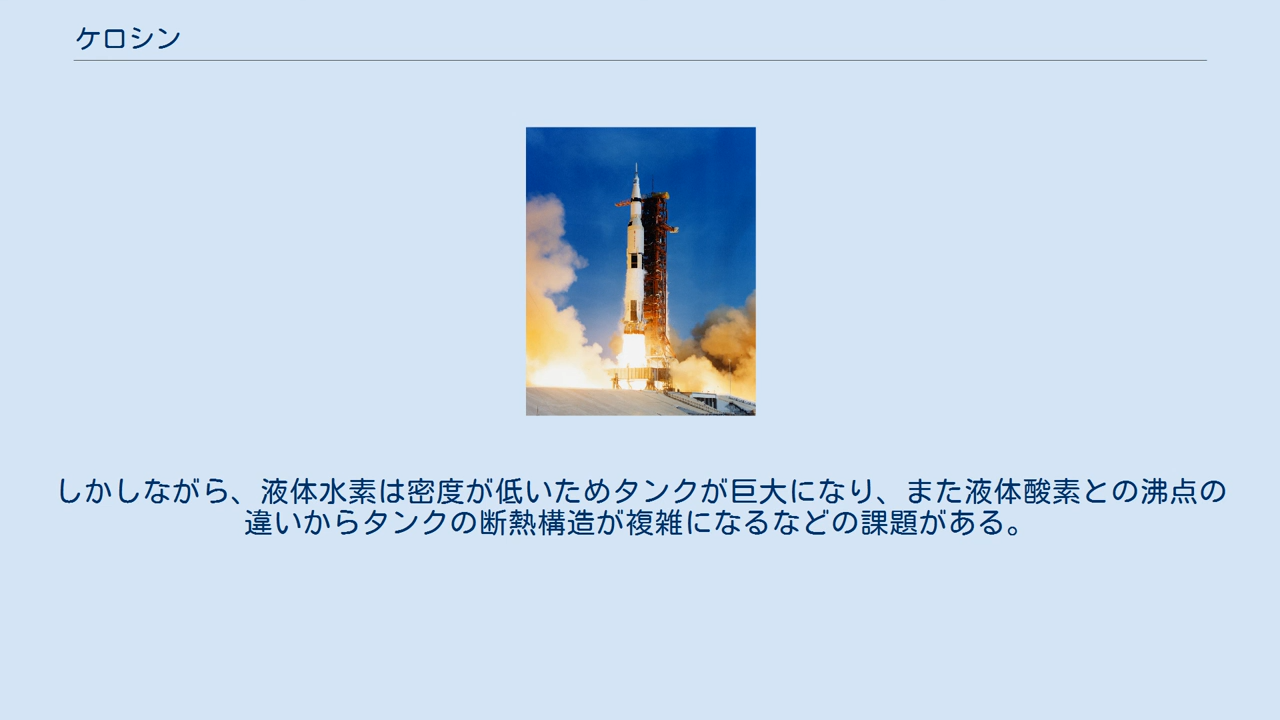 ケロシン
しかしながら、液体水素は密度が低いためタンクが巨大になり、また液体酸素との沸点の
違いからタンクの断熱構造が複雑になるなどの課題がある。